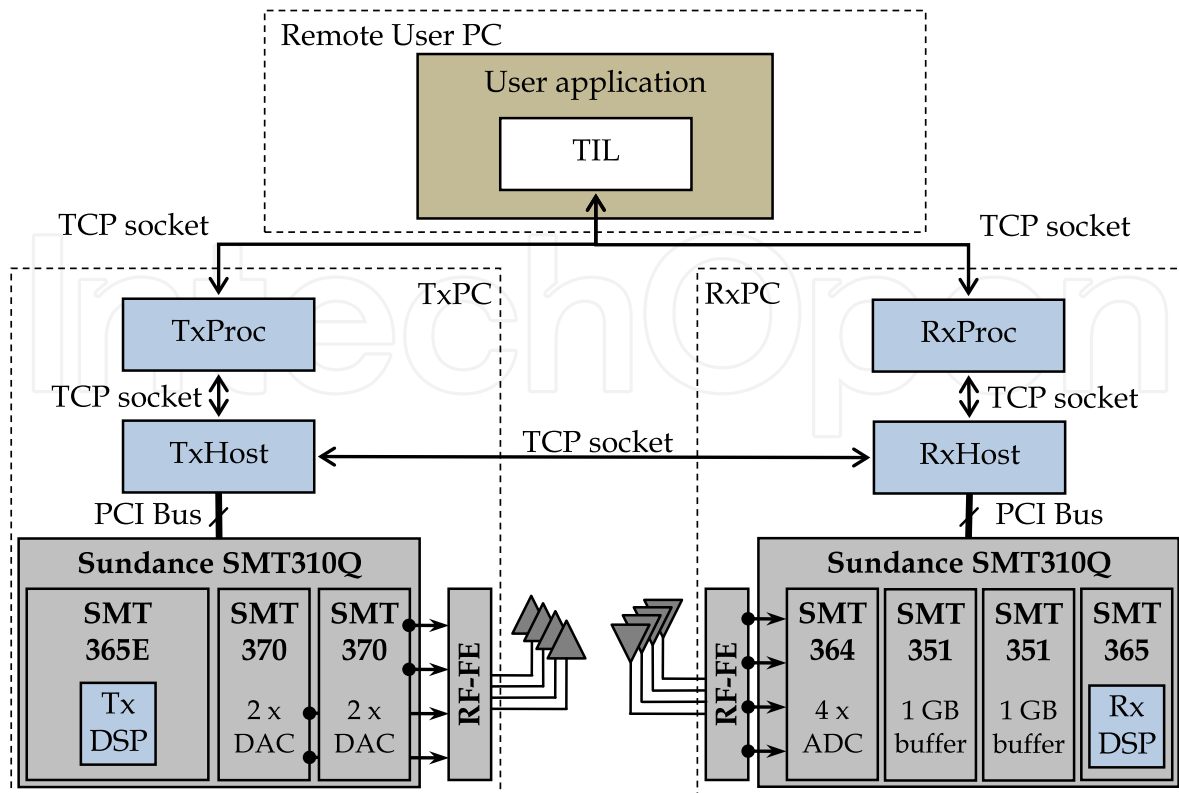 Remote User PC
User application
TIL
TCP socket
TCP socket
TxPC
RxPC
TxProc
RxProc
TCP socket
TCP socket
TxHost
TCP socket
RxHost
PCI Bus
PCI Bus
Sundance SMT310Q
SMT
365E
Tx
DSP
SMT
370
2 x
DAC
SMT
370
2 x
DAC
RF-FE
RF-FE
Sundance SMT310Q
SMT
364
4 x
ADC
SMT
351
1 GB
buffer
SMT
351
1 GB
buffer
SMT
365
Rx
DSP
IntechOpen